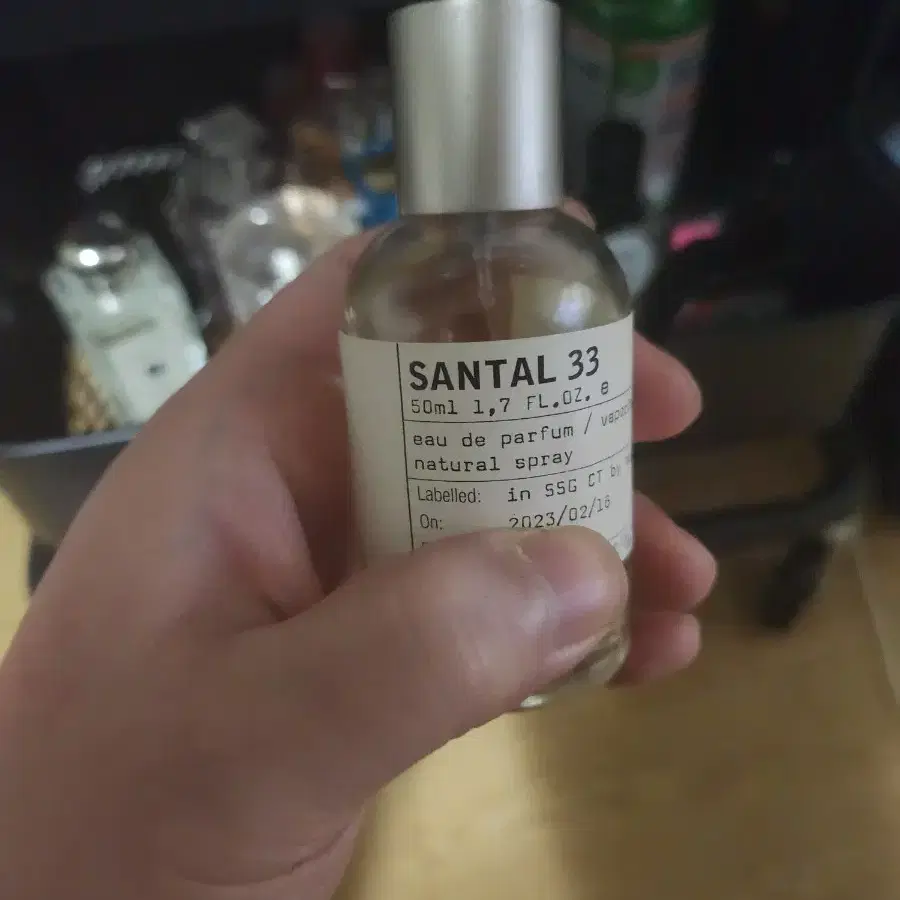 SANTAL 33
50ml 1,7 FL.OZ. e
eau de parfum /
natural spray
Labelled: in SSG CT by
On: 2023/02/16